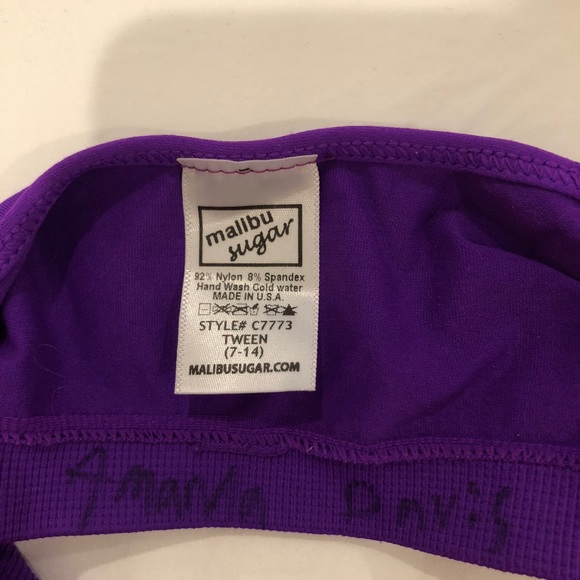 malibu
sugar
92% Nylon 8% Spandex
Hand Wash Cold water
MADE IN U.S.A.
STYLE# C7773
TWEEN
(7-14)
MALIBUSUGAR.COM
Davis